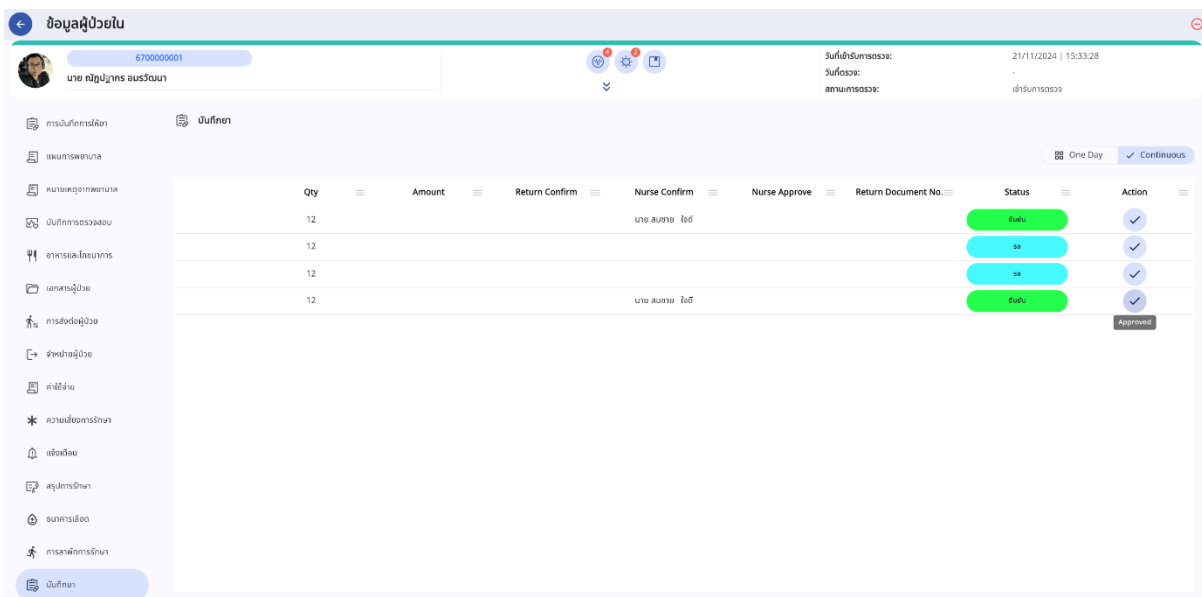 ข้อมูลผู้ป่วยใน
6700000001
นาย ณัฏปฐากร อมรวัฒนา
4 2
วันที่เข้ารับการตรวจ: 21/11/2024 | 15:33:28
วันที่ตรวจ: -
สถานะการตรวจ: เข้ารับการตรวจ
การบันทึกการให้ยา
แผนการพยาบาล
หมายเหตุจากพยาบาล
บันทึกการตรวจสอบ
อาหารและโภชนาการ
เอกสารผู้ป่วย
การส่งต่อผู้ป่วย
จำหน่ายผู้ป่วย
ค่าใช้จ่าย
ความเสี่ยงการรักษา
แจ้งเตือน
สรุปการรักษา
ธนาคารเลือด
การลาพักการรักษา
บันทึกยา
บันทึกยา
One Day Continuous
Qty Amount Return Confirm Nurse Confirm Nurse Approve Return Document No. Status Action
12 นาย สมชาย ใจดี ยืนยัน
12 รอ
12 รอ
12 นาย สมชาย ใจดี ยืนยัน
Approved